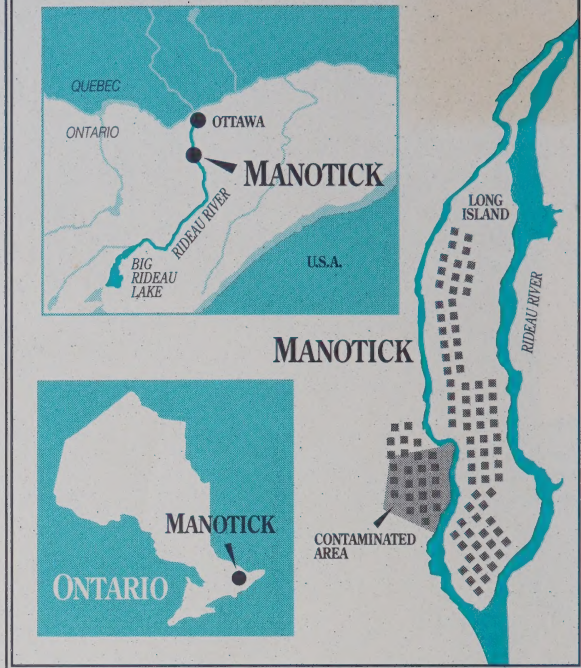 QUEBEC
ONTARIO
OTTAWA
MANOTICK
RIDEAU RIVER
BIG
RIDEAU
LAKE
U.S.A.
LONG
ISLAND
RIDEAU RIVER
MANOTICK
CONTAMINATED
AREA
MANOTICK
ONTARIO